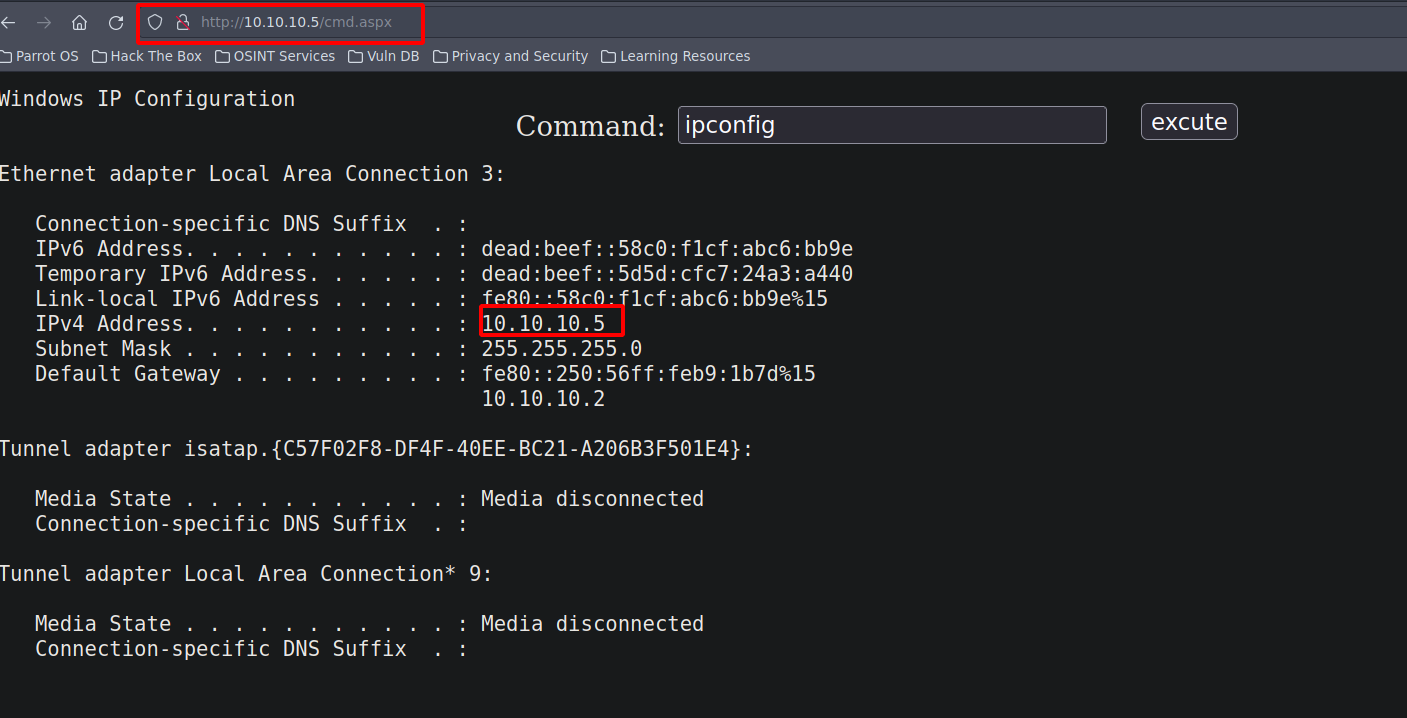 http://10.10.10.5/cmd.aspx
Parrot OS Hack The Box OSINT Services Vuln DB Privacy and Security Learning Resources
Windows IP Configuration
Command: ipconfig excute
Ethernet adapter Local Area Connection 3:
Connection-specific DNS Suffix . :
IPv6 Address. . . . . . . . . . . : dead:beef::58c0:f1cf:abc6:bb9e
Temporary IPv6 Address. . . . . . : dead:beef::5d5d:cfc7:24a3:a440
Link-local IPv6 Address . . . . . : fe80::58c0:f1cf:abc6:bb9e%15
IPv4 Address. . . . . . . . . . . : 10.10.10.5
Subnet Mask . . . . . . . . . . . : 255.255.255.0
Default Gateway . . . . . . . . . : fe80::250:56ff:feb9:1b7d%15
10.10.10.2
Tunnel adapter isatap.{C57F02F8-DF4F-40EE-BC21-A206B3F501E4}:
Media State . . . . . . . . . . . : Media disconnected
Connection-specific DNS Suffix . :
Tunnel adapter Local Area Connection* 9:
Media State . . . . . . . . . . . : Media disconnected
Connection-specific DNS Suffix . :